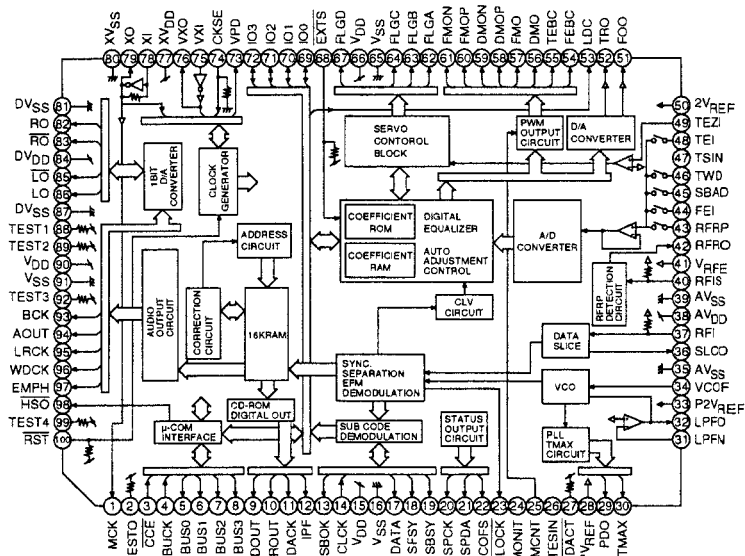 XVSS XO XI XVDD VXO VXI CKSE VPD IO3 IO2 IO1 IO0 EXTS FLGD VDD VSS FLGC FLGB FLGA FMON FMOP DMON DMOP FMO DMO TEBC FEBC LDC TRO FOO
80 79 78 77 76 75 74 73 72 71 70 69 68 67 66 65 64 63 62 61 60 59 58 57 56 55 54 53 52 51
DVSS 81
RO 82
RO 83
DVDD 84
LO 85
LO 86
DVSS 87
TEST1 88
TEST2 89
VDD 90
VSS 91
TEST3 92
BCK 93
AOUT 94
LRCK 95
WDCK 96
EMPH 97
HSO 98
TEST4 99
RST 100
1BIT D/A CONVERTER
CLOCK GENERATOR
SERVO CONTOROL BLOCK
PWM OUTPUT CIRCUIT
D/A CONVERTER
ADDRESS CIRCUIT
COEFFICIENT ROM
COEFFICIENT RAM
DIGITAL EQUALIZER
AUTO ADJUSTMENT CONTROL
A/D CONVERTER
RFRP DETECTION CIRCUIT
AUDIO OUTPUT CIRCUIT
CORRECTION CIRCUIT
16KRAM
CLV CIRCUIT
DATA SLICE
SYNC. SEPARATION EFM DEMODULATION
VCO
CD-ROM DIGITAL OUT
μ-COM INTERFACE
SUB CODE DEMODULATION
STATUS OUTPUT CIRCUIT
PLL TMAX CIRCUIT
50 2VREF
49 TEZI
48 TEI
47 TSIN
46 TWD
45 SBAD
44 FEI
43 RFRP
42 RFRO
41 VRFE
40 RFIS
39 AVSS
38 AVDD
37 RFI
36 SLCO
35 AVSS
34 VCOF
33 P2VREF
32 LPFO
31 LPFN
1 2 3 4 5 6 7 8 9 10 11 12 13 14 15 16 17 18 19 20 21 22 23 24 25 26 27 28 29 30
MCK ESTO CCE BUCK BUS0 BUS1 BUS2 BUS3 DOUT ROUT DACK IPF SBOK CLCK VDD VSS DATA SFSY SBSY SPCK SPDA COFS LOCK MONIT MCNT TESIN TACT VREF PDO TMAX